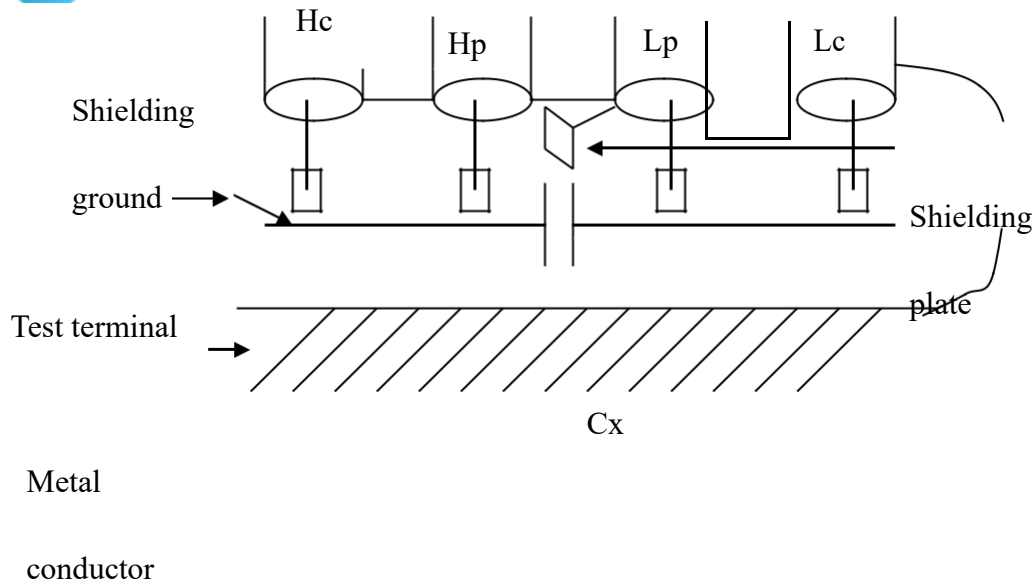 Hc
Hp
Lp
Lc
Shielding
ground
Shielding
plate
Test terminal
Cx
Metal
conductor